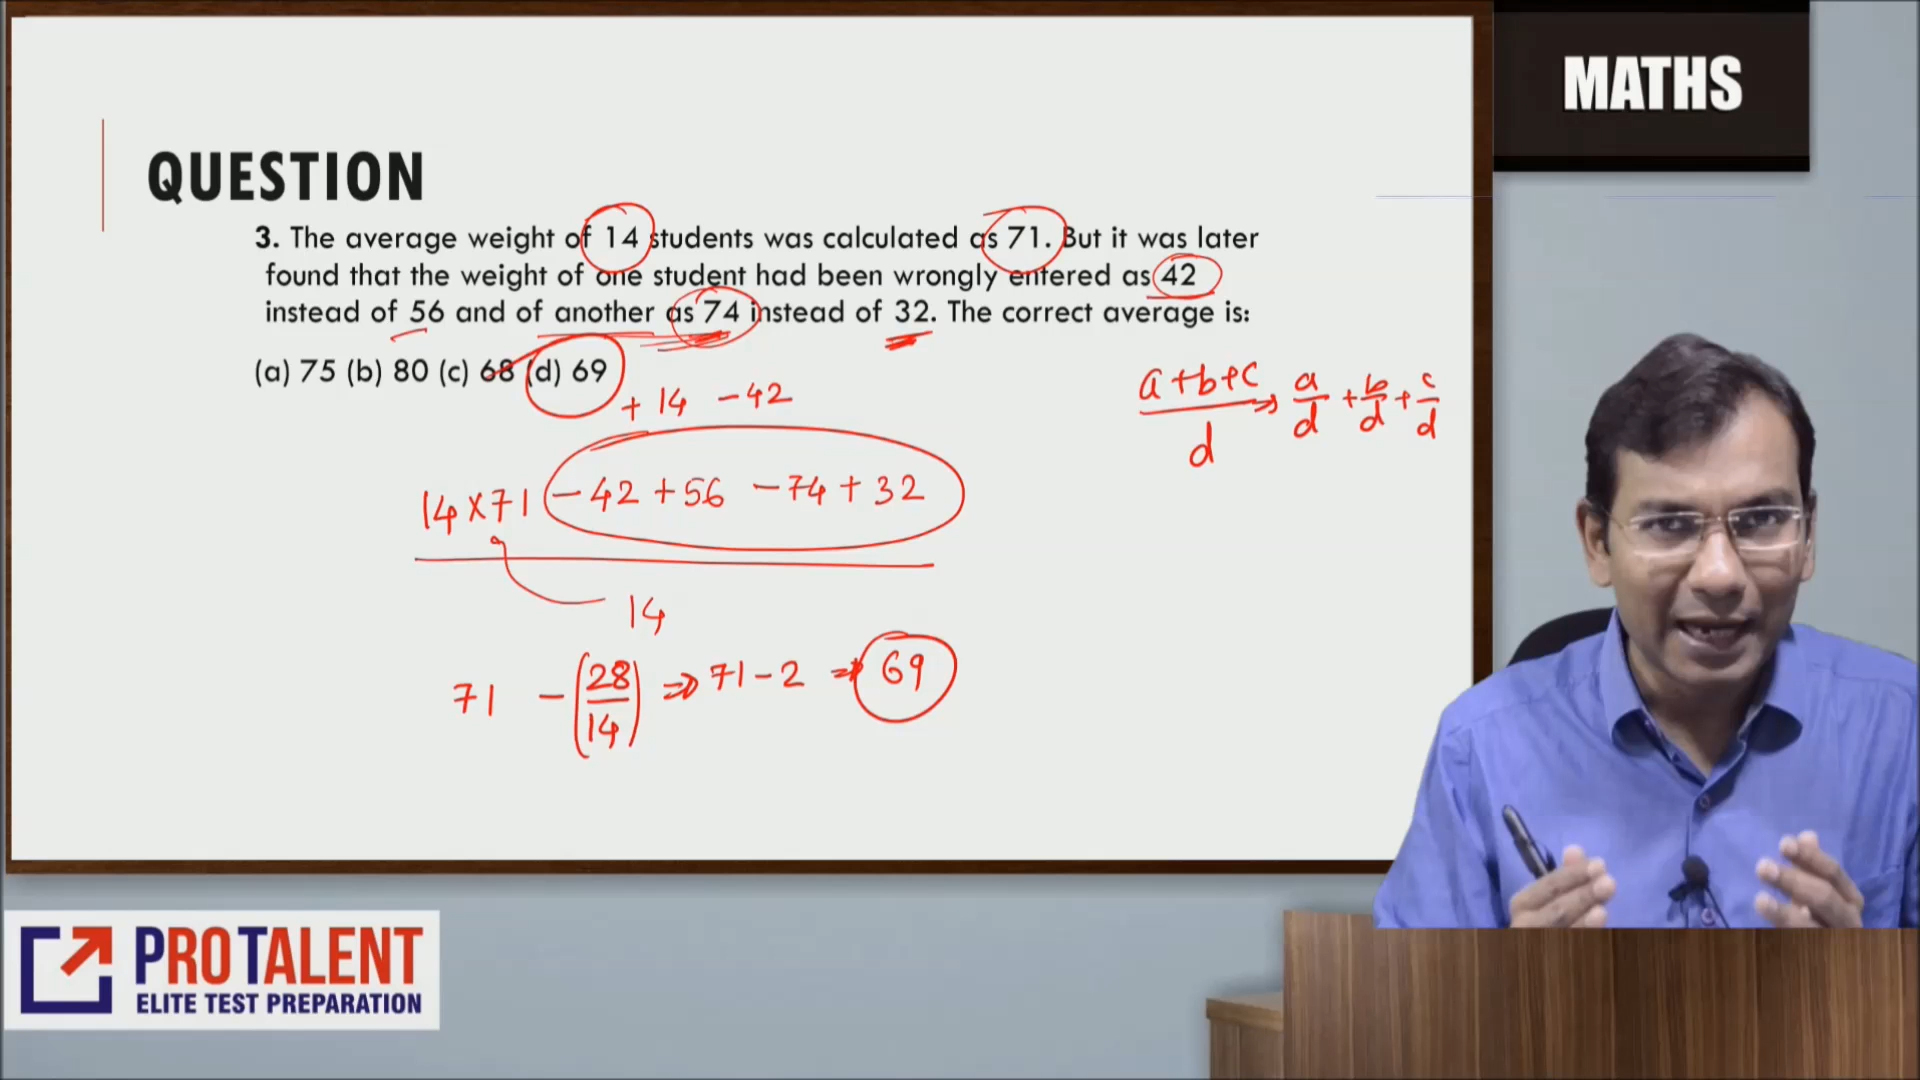 MATHS
QUESTION
3. The average weight of 14 students was calculated as 71. But it was later
found that the weight of one student had been wrongly entered as 42
instead of 56 and of another as 74 instead of 32. The correct average is:
(a) 75 (b) 80 (c) 68 (d) 69
+ 14 - 42
a+b+c / d → a/d + b/d + c/d
14 x 71 - 42 + 56 - 74 + 32
14
71 - (28/14) ⇒ 71 - 2 ⇒ 69
PROTALENT
ELITE TEST PREPARATION